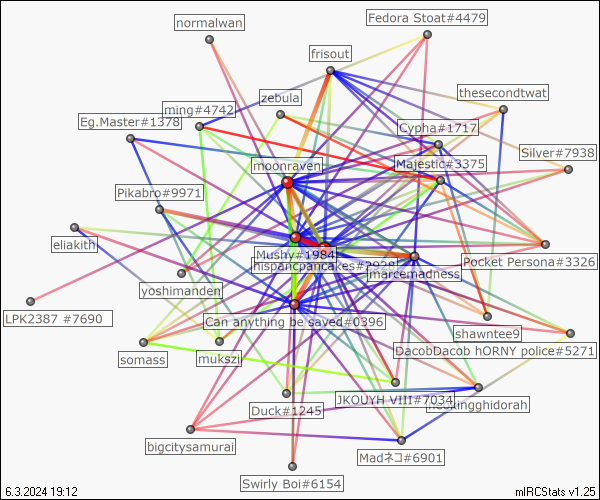 normalwan
Fedora Stoat#4479
frisout
zebula
thesecondtwat
ming#4742
Eg.Master#1378
Cypha#1717
Silver#7938
moonraven
Majestic#3375
Pikabro#9971
eliakith
Mushy#1984
hispancpancakes#2928
marcemadness
Pocket Persona#3326
yoshimanden
LPK2387 #7690
Can anything be saved#0396
shawntee9
DacobDacob hORNY police#5271
somass
mukszi
JKOUYH VIII#7034
Duck#1245
bigcitysamurai
Madネコ#6901
Swirly Boi#6154
6.3.2024 19:12
mIRCStats v1.25